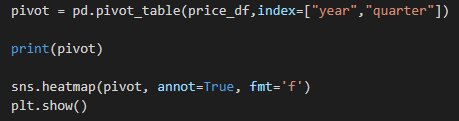 pivot = pd.pivot_table(price_df,index=["year","quarter"])
print(pivot)
sns.heatmap(pivot, annot=True, fmt='f')
plt.show()